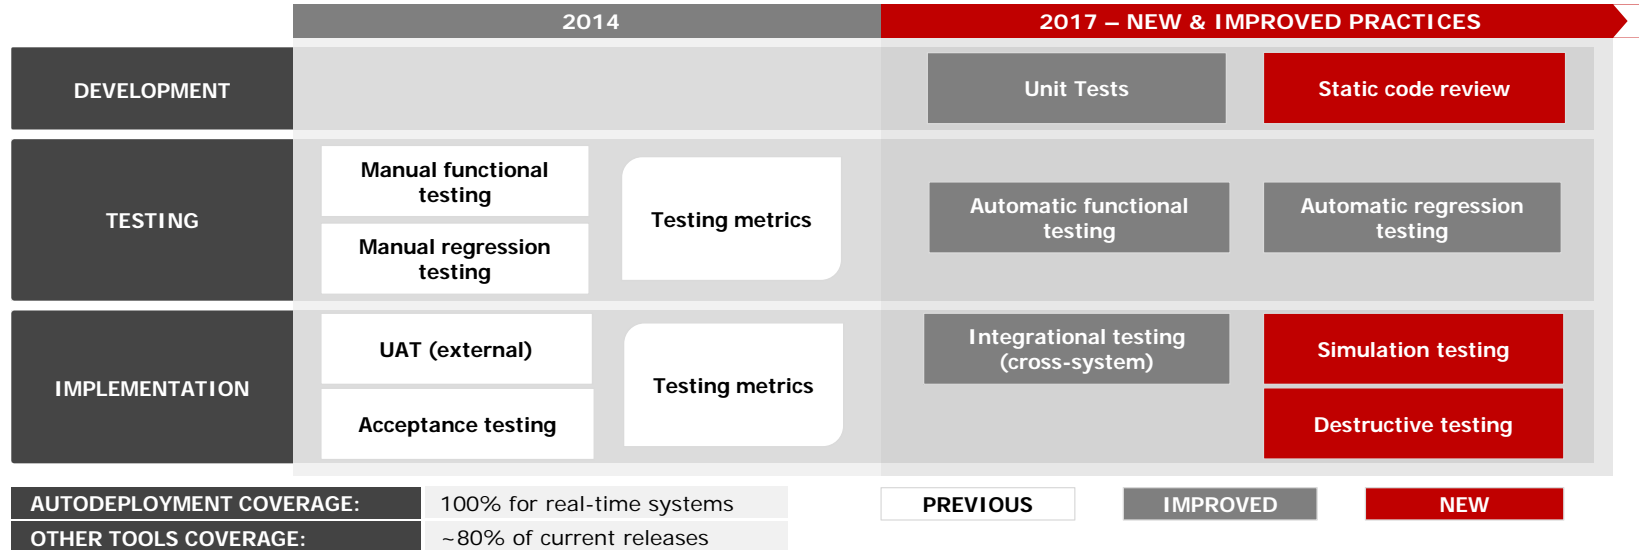 2014
2017 – NEW & IMPROVED PRACTICES
DEVELOPMENT
Unit Tests
Static code review
TESTING
Manual functional
testing
Manual regression
testing
Testing metrics
Automatic functional
testing
Automatic regression
testing
IMPLEMENTATION
UAT (external)
Acceptance testing
Testing metrics
Integrational testing
(cross-system)
Simulation testing
Destructive testing
AUTODEPLOYMENT COVERAGE:
100% for real-time systems
OTHER TOOLS COVERAGE:
~80% of current releases
PREVIOUS
IMPROVED
NEW